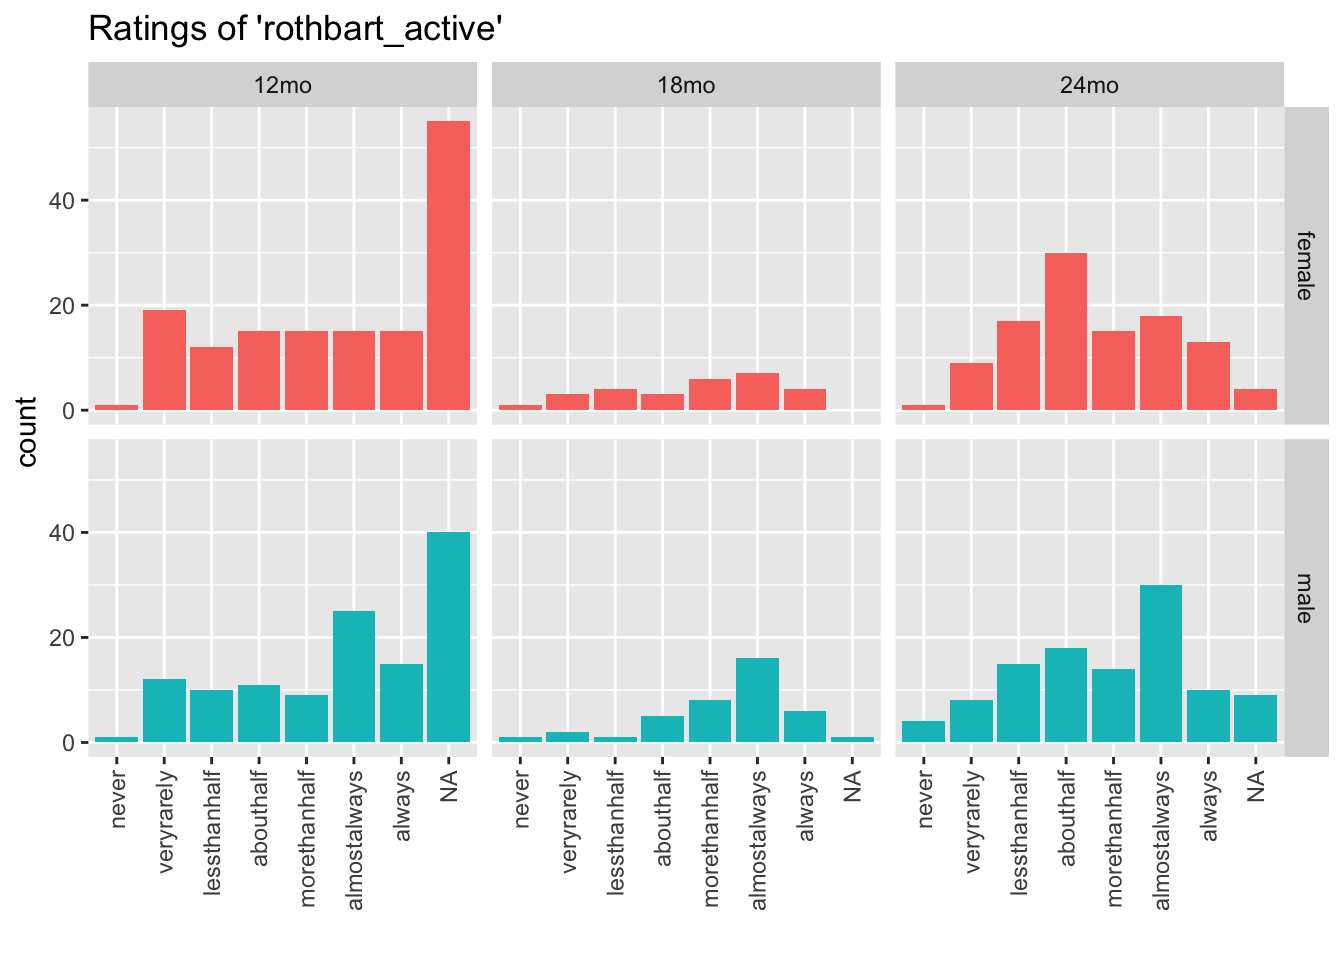 Ratings of 'rothbart_active'
12mo 18mo 24mo
40
20
0
female
count
40
20
0
male
never veryrarely lessthanhalf abouthalf morethanhalf almostalways always NA never veryrarely lessthanhalf abouthalf morethanhalf almostalways always NA never veryrarely lessthanhalf abouthalf morethanhalf almostalways always NA